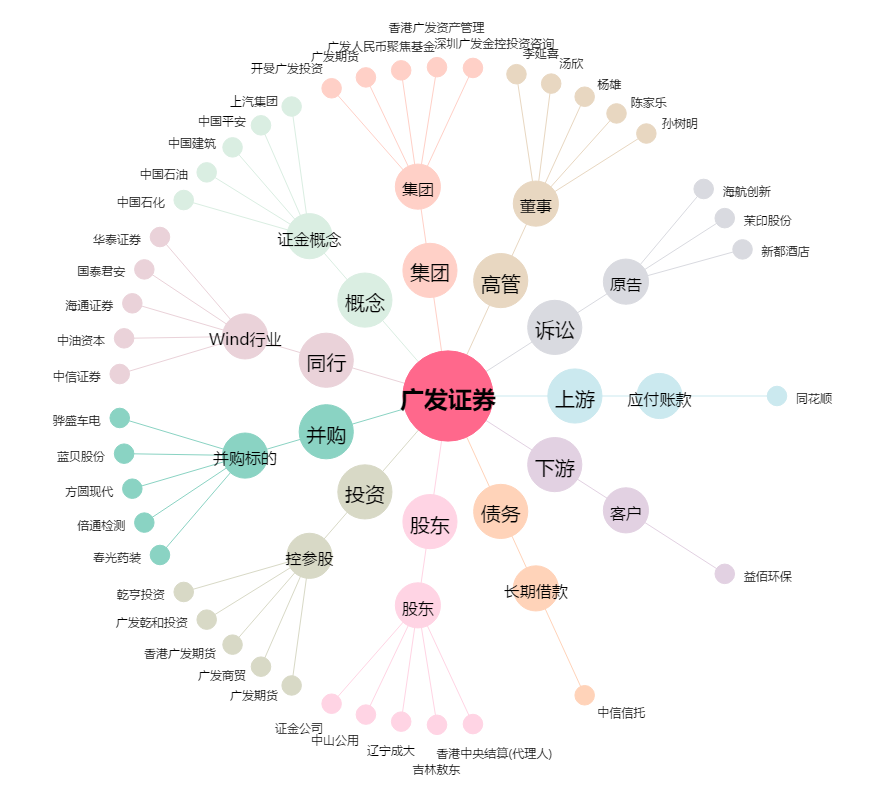 香港广发资产管理
广发人民币聚焦基金
深圳广发金控投资咨询
广发期货
开曼广发投资
李延喜
汤欣
杨雄
陈家乐
孙树明
上汽集团
中国平安
中国建筑
中国石油
中国石化
集团
董事
海航创新
茉印股份
新都酒店
证金概念
华泰证券
国泰君安
海通证券
中油资本
中信证券
集团
高管
原告
概念
诉讼
Wind行业
同行
广发证券
上游
应付账款
同花顺
骅盛车电
蓝贝股份
方圆现代
倍通检测
春光药装
并购
并购标的
下游
投资
股东
债务
客户
控参股
长期借款
益佰环保
乾亨投资
广发乾和投资
香港广发期货
广发商贸
广发期货
股东
中信信托
证金公司
中山公用
辽宁成大
吉林敖东
香港中央结算(代理人)